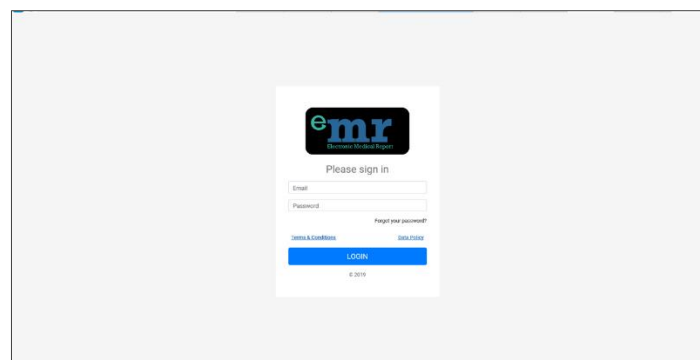 emr
Electronic Medical Report
Please sign in
Email
Password
Forgot your password?
Terms & Conditions Data Policy
LOGIN
© 2019